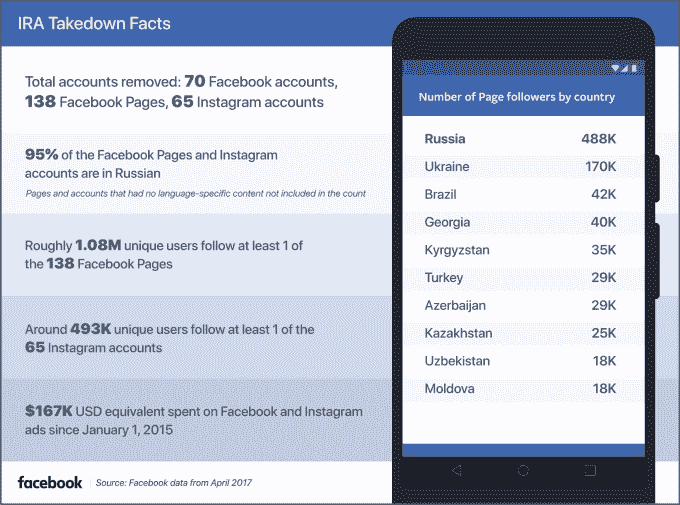 IRA Takedown Facts
Total accounts removed: 70 Facebook accounts,
138 Facebook Pages, 65 Instagram accounts
95% of the Facebook Pages and Instagram
accounts are in Russian
Pages and accounts that had no language-specific content not included in the count
Roughly 1.08M unique users follow at least 1 of
the 138 Facebook Pages
Around 493K unique users follow at least 1 of the
65 Instagram accounts
$167K USD equivalent spent on Facebook and Instagram
ads since January 1, 2015
facebook Source: Facebook data from April 2017
Number of Page followers by country
Russia 488K
Ukraine 170K
Brazil 42K
Georgia 40K
Kyrgyzstan 35K
Turkey 29K
Azerbaijan 29K
Kazakhstan 25K
Uzbekistan 18K
Moldova 18K